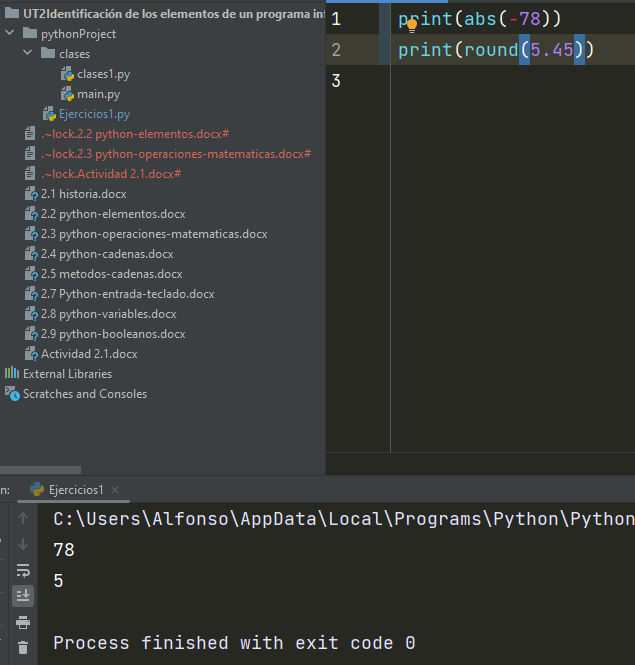 UT2Identificación de los elementos de un programa in
pythonProject
clases
clases1.py
main.py
Ejercicios1.py
.~lock.2.2 python-elementos.docx#
.~lock.2.3 python-operaciones-matematicas.docx#
.~lock.Actividad 2.1.docx#
2.1 historia.docx
2.2 python-elementos.docx
2.3 python-operaciones-matematicas.docx
2.4 python-cadenas.docx
2.5 metodos-cadenas.docx
2.7 Python-entrada-teclado.docx
2.8 python-variables.docx
2.9 python-booleanos.docx
Actividad 2.1.docx
External Libraries
Scratches and Consoles
1 print(abs(-78))
2 print(round(5.45))
3
n: Ejercicios1
C:\Users\Alfonso\AppData\Local\Programs\Python\Python
78
5
Process finished with exit code 0